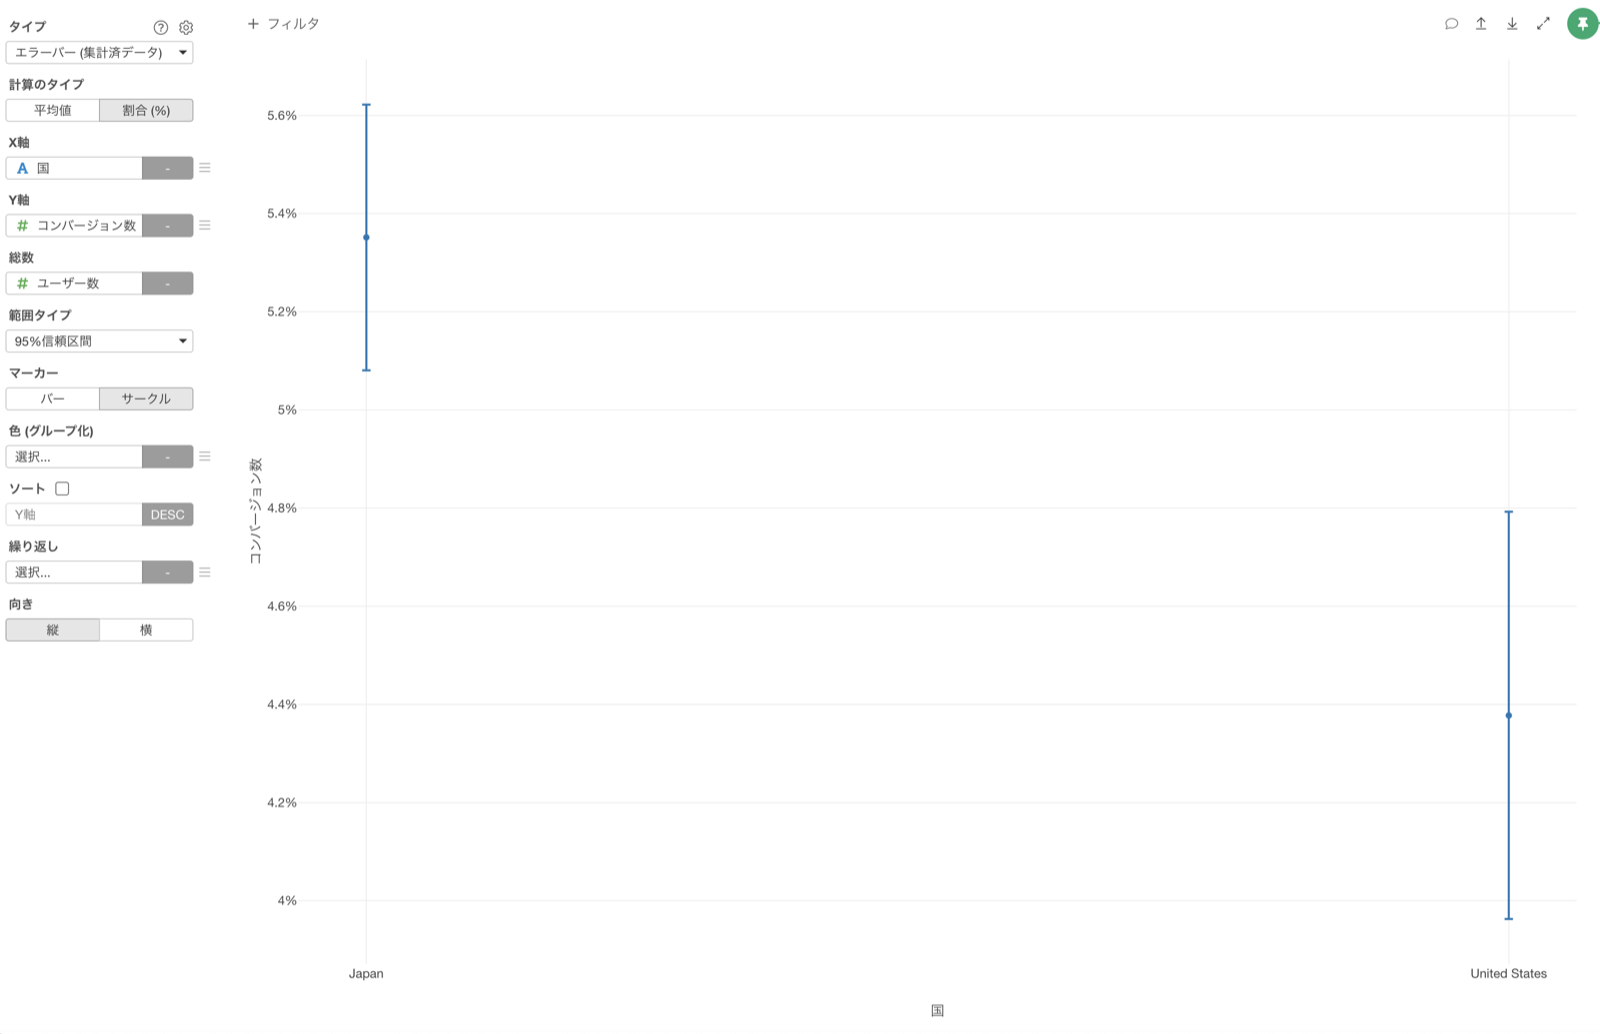 タイプ
エラーバー (集計済データ)
計算のタイプ
平均値 割合 (%)
X軸
A 国 -
Y軸
# コンバージョン数 -
総数
# ユーザー数 -
範囲タイプ
95%信頼区間
マーカー
バー サークル
色 (グループ化)
選択... -
ソート
Y軸 DESC
繰り返し
選択... -
向き
縦 横
+ フィルタ
コンバージョン数
5.6%
5.4%
5.2%
5%
4.8%
4.6%
4.4%
4.2%
4%
Japan United States
国